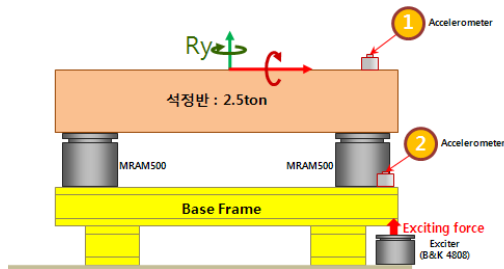 1
Accelerometer
Ry
석정반 : 2.5ton
2
Accelerometer
MRAM500
MRAM500
Base Frame
Exciting force
Exciter
(B&K 4808)